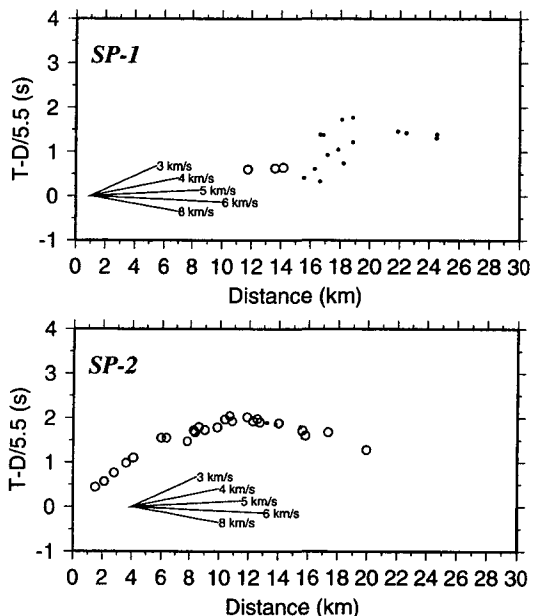 4
SP-1
3
2
T-D/5.5 (s)
1
3 km/s
4 km/s
5 km/s
0
6 km/s
8 km/s
-1
0 2 4 6 8 10 12 14 16 18 20 22 24 26 28 30
Distance (km)
4
SP-2
3
2
T-D/5.5 (s)
1
3 km/s
4 km/s
5 km/s
0
6 km/s
8 km/s
-1
0 2 4 6 8 10 12 14 16 18 20 22 24 26 28 30
Distance (km)